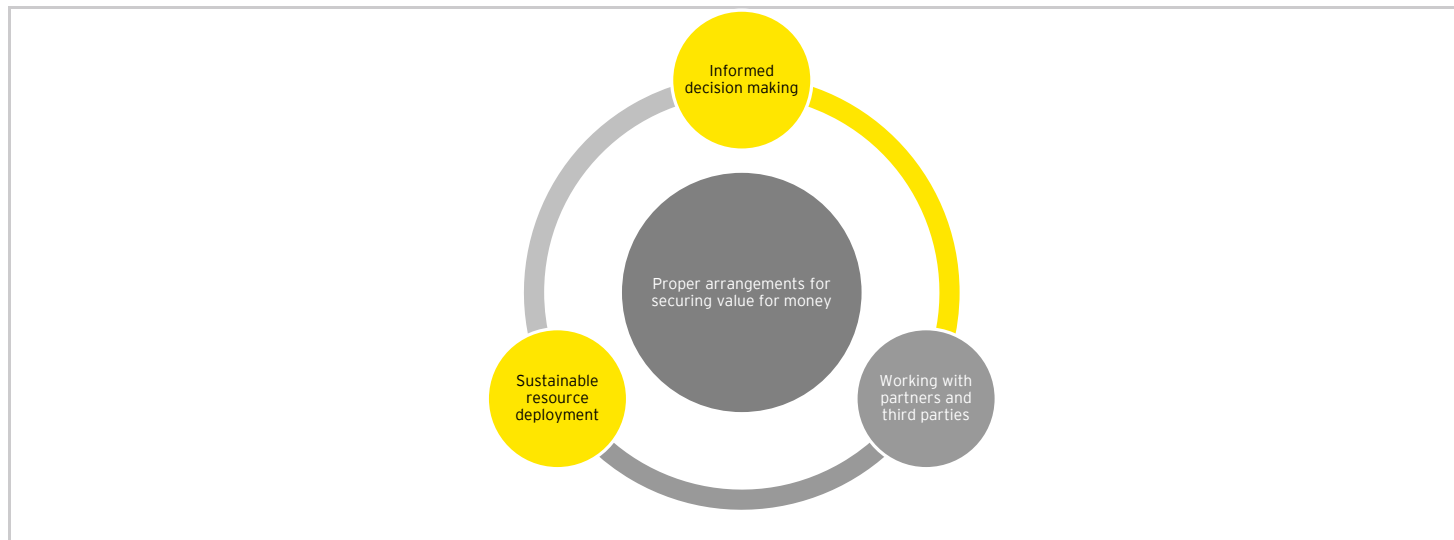 Informed
decision making
Proper arrangements for
securing value for money
Sustainable
resource
deployment
Working with
partners and
third parties